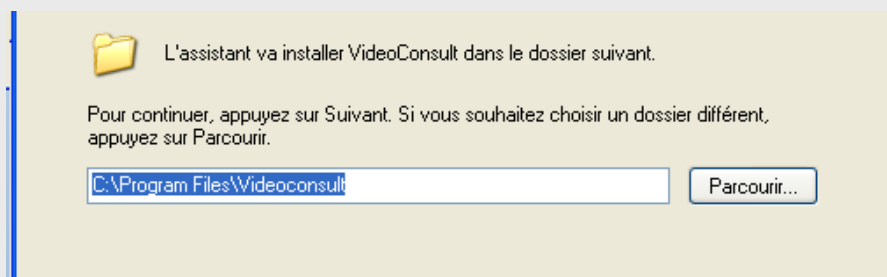 L'assistant va installer VideoConsult dans le dossier suivant.
Pour continuer, appuyez sur Suivant. Si vous souhaitez choisir un dossier différent,
appuyez sur Parcourir.
C:\Program Files\Videoconsult
Parcourir...